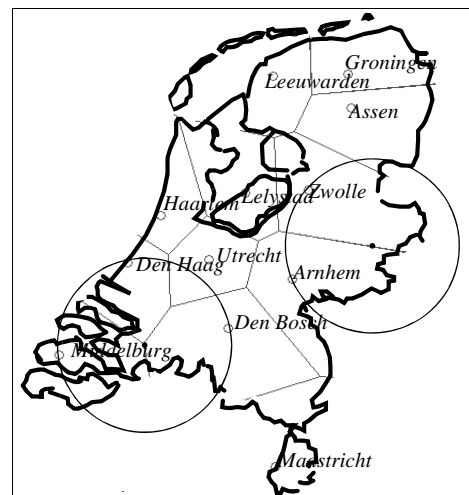 Groningen
Leeuwarden
Assen
Zwolle
Lelystad
Haarlem
Utrecht
Den Haag
Arnhem
Den Bosch
Middelburg
Maastricht